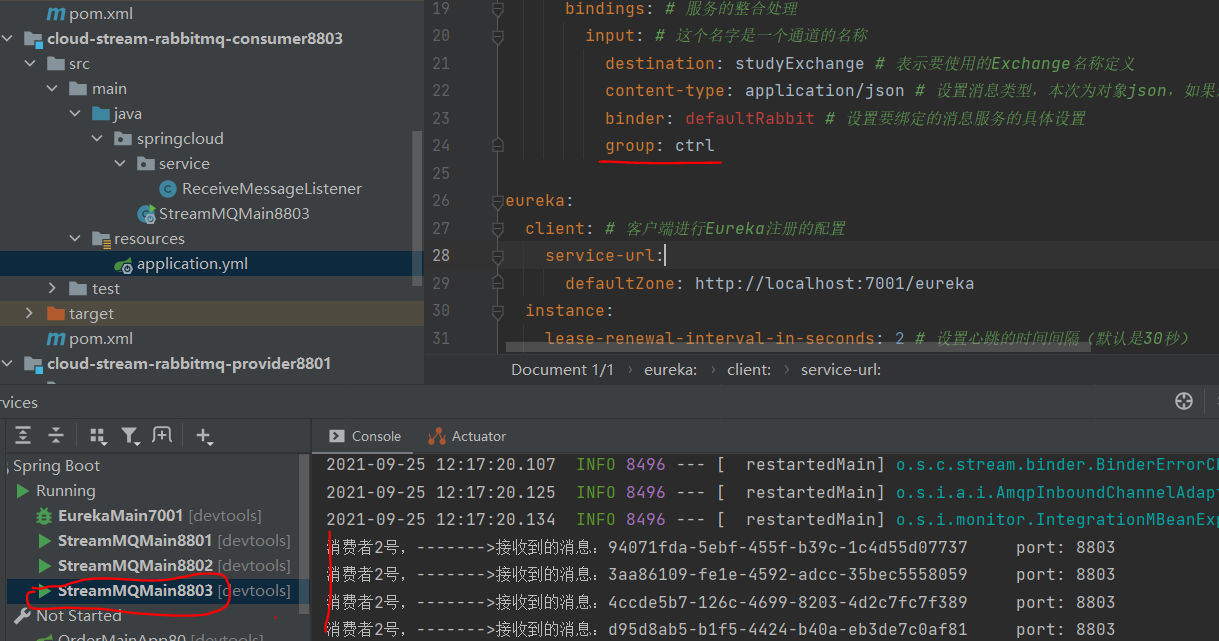 pom.xml
cloud-stream-rabbitmq-consumer8803
src
main
java
springcloud
service
ReceiveMessageListener
StreamMQMain8803
resources
application.yml
test
target
pom.xml
cloud-stream-rabbitmq-provider8801
19 bindings: # 服务的整合处理
20 input: # 这个名字是一个通道的名称
21 destination: studyExchange # 表示要使用的Exchange名称定义
22 content-type: application/json # 设置消息类型，本次为对象json，如果
23 binder: defaultRabbit # 设置要绑定的消息服务的具体设置
24 group: ctrl
25
26 eureka:
27 client: # 客户端进行Eureka注册的配置
28 service-url:
29 defaultZone: http://localhost:7001/eureka
30 instance:
31 lease-renewal-interval-in-seconds: 2 # 设置心跳的时间间隔（默认是30秒）
Document 1/1 › eureka: › client: › service-url:
rvices
Spring Boot
Running
EurekaMain7001 [devtools]
StreamMQMain8801 [devtools]
StreamMQMain8802 [devtools]
StreamMQMain8803 [devtools]
Not Started
OrderMainApp80 [devtools]
Console Actuator
2021-09-25 12:17:20.107 INFO 8496 --- [ restartedMain] o.s.c.stream.binder.BinderErrorC
2021-09-25 12:17:20.125 INFO 8496 --- [ restartedMain] o.s.i.a.i.AmqpInboundChannelAdap
2021-09-25 12:17:20.134 INFO 8496 --- [ restartedMain] o.s.i.monitor.IntegrationMBeanExp
消费者2号，------->接收到的消息：94071fda-5ebf-455f-b39c-1c4d55d07737 port: 8803
消费者2号，------->接收到的消息：3aa86109-fe1e-4592-adcc-35bec5558059 port: 8803
消费者2号，------->接收到的消息：4ccde5b7-126c-4699-8203-4d2c7fc7f389 port: 8803
消费者2号，------->接收到的消息：d95d8ab5-b1f5-4424-b40a-eb3de7c0af81 port: 8803